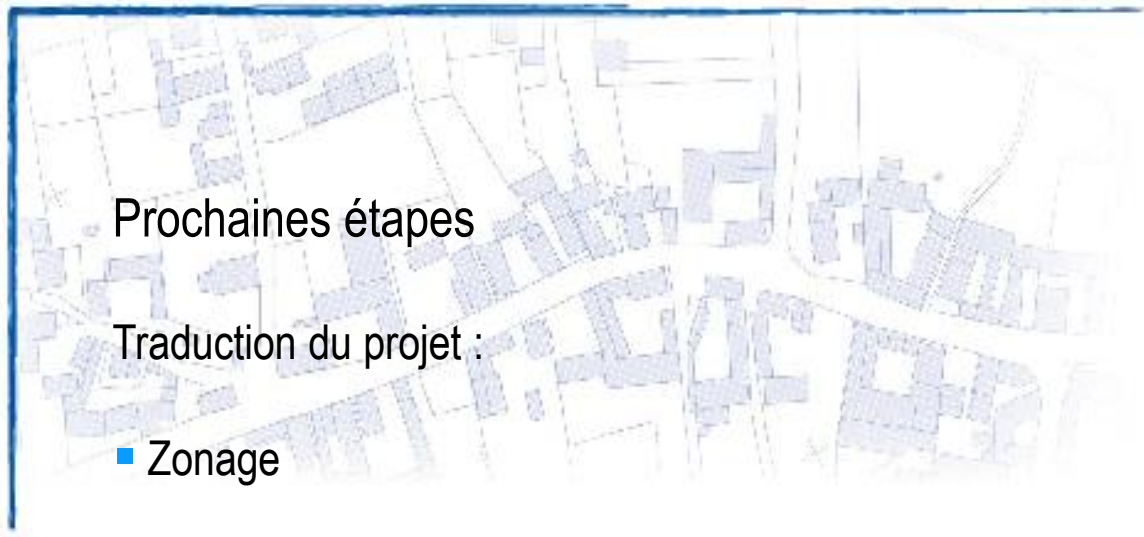 Prochaines étapes
Traduction du projet :
▪ Zonage